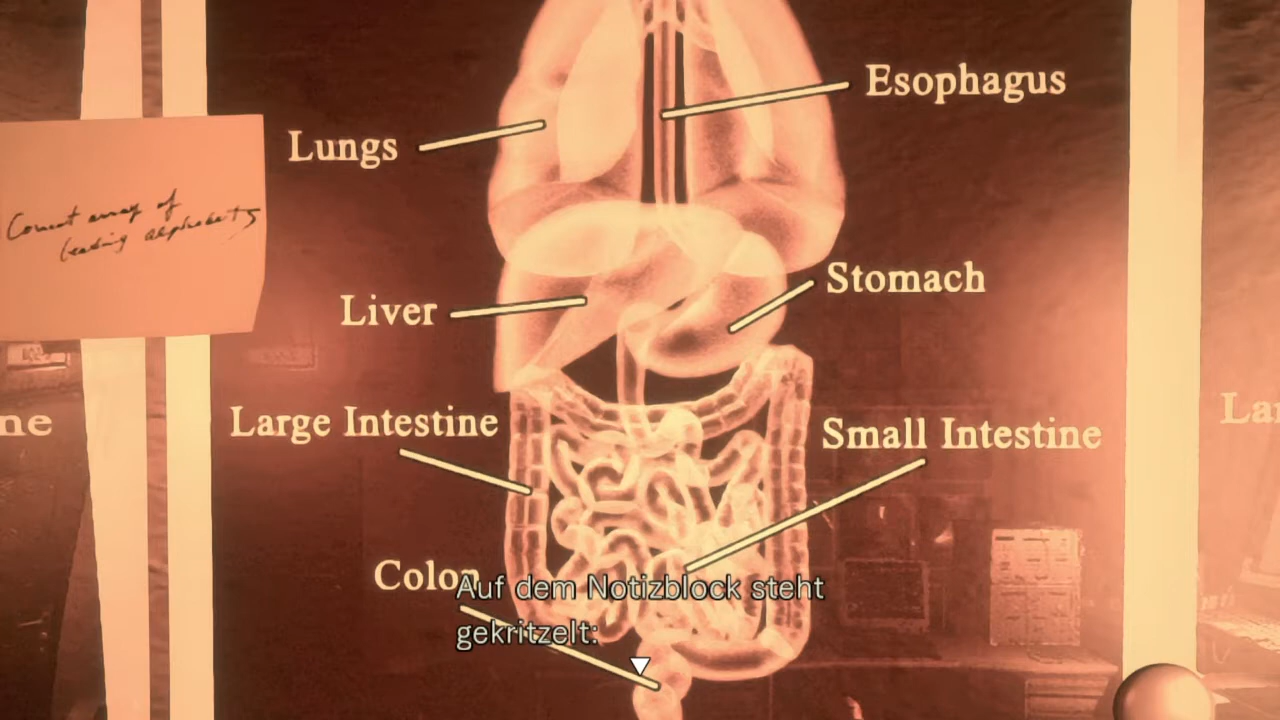 Esophagus
Lungs
Correct array of
leading alphabets
Stomach
Liver
ne
Large Intestine
Small Intestine
La
Colon
Auf dem Notizblock steht
gekritzelt: